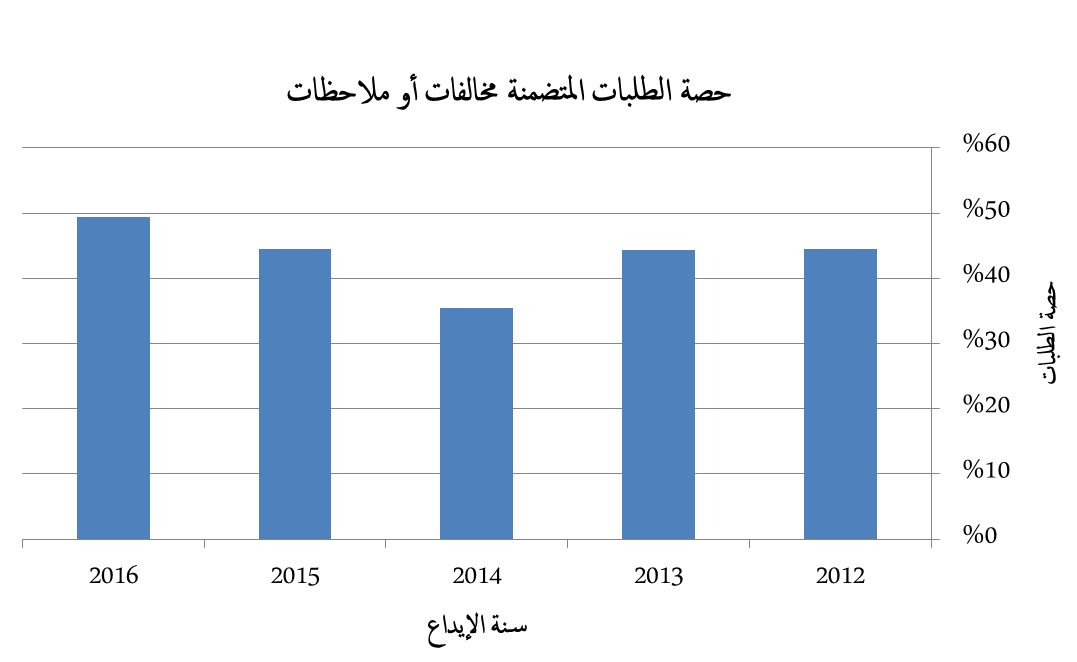 حصة الطلبات المتضمنة مخالفات أو ملاحظات
%60
%50
%40
%30
%20
%10
%0
حصة الطلبات
2012 2013 2014 2015 2016
سنة الإيداع